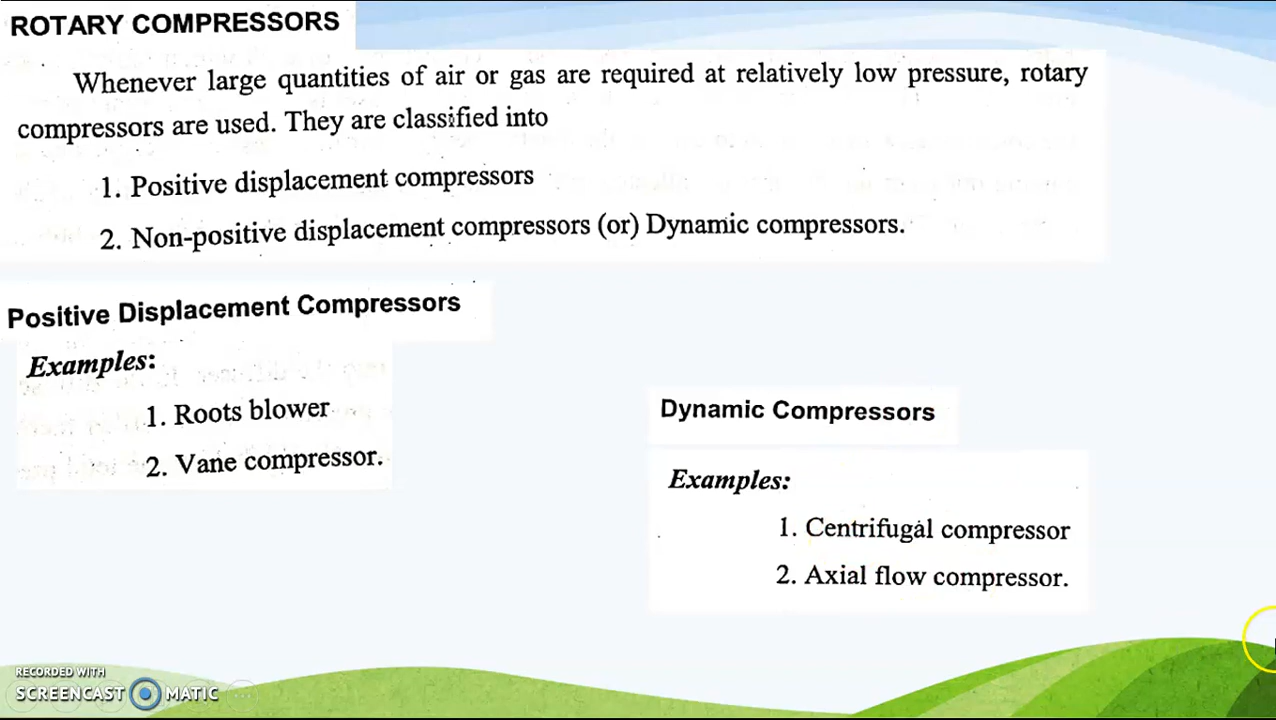 ROTARY COMPRESSORS
Whenever large quantities of air or gas are required at relatively low pressure, rotary
compressors are used. They are classified into
1. Positive displacement compressors
2. Non-positive displacement compressors (or) Dynamic compressors.
Positive Displacement Compressors
Examples:
1. Roots blower
2. Vane compressor.
Dynamic Compressors
Examples:
1. Centrifugal compressor
2. Axial flow compressor.
RECORDED WITH
SCREENCAST MATIC